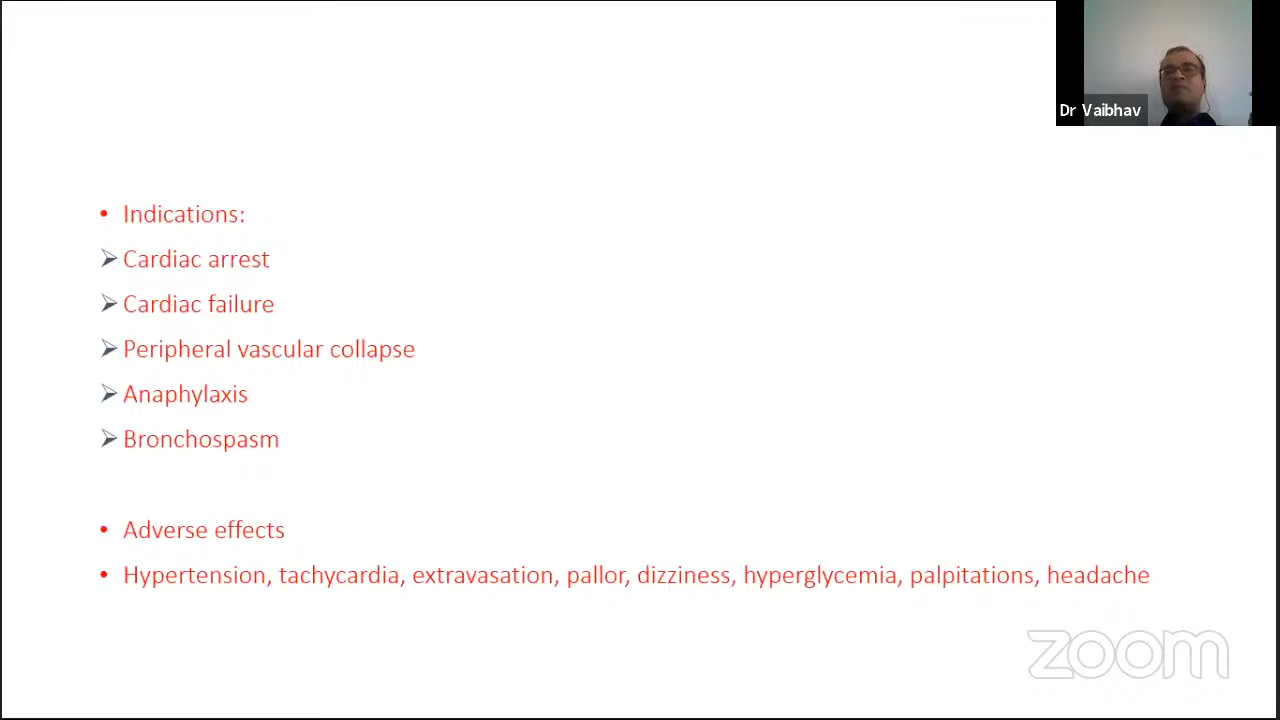 Dr Vaibhav
• Indications:
➢ Cardiac arrest
➢ Cardiac failure
➢ Peripheral vascular collapse
➢ Anaphylaxis
➢ Bronchospasm
• Adverse effects
• Hypertension, tachycardia, extravasation, pallor, dizziness, hyperglycemia, palpitations, headache
zoom